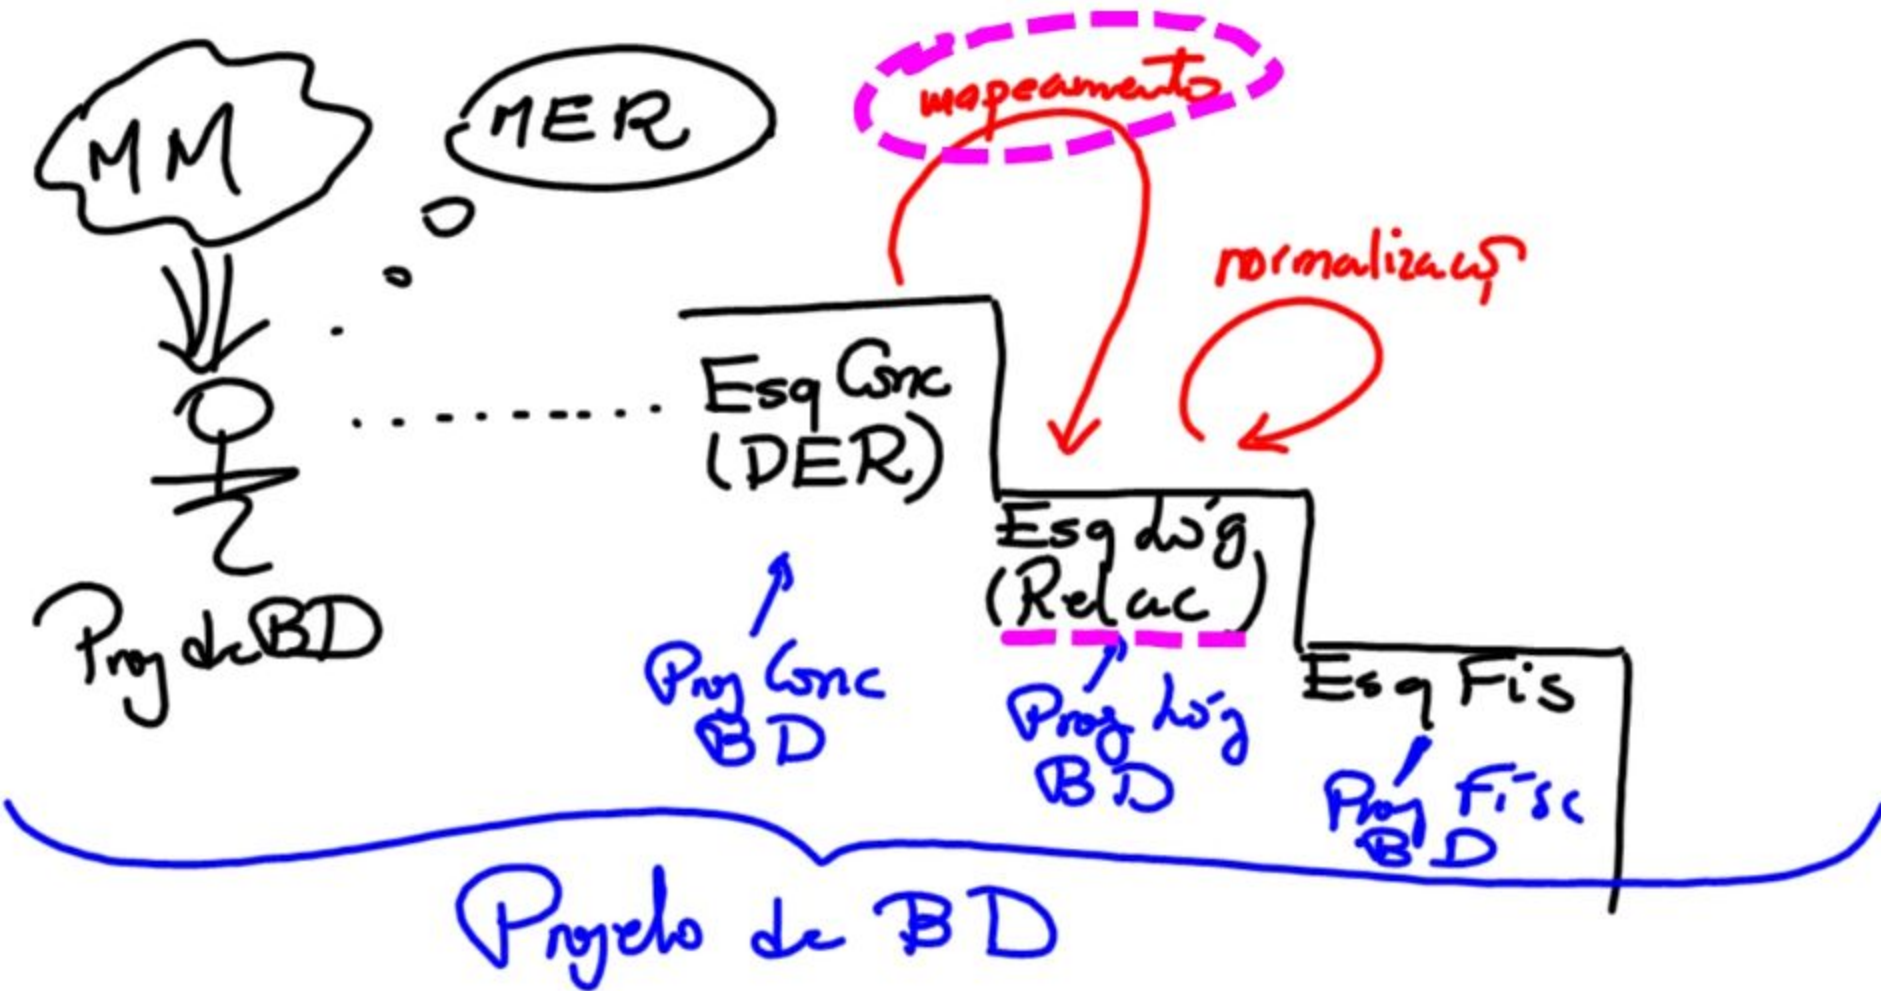 MM
MER
mapeamento
normalizaç
Esq Conc
(DER)
Esq Lóg
(Relac)
Esq Fís
Proj de BD
Proj Conc
BD
Proj Lóg
BD
Proj Físc
BD
Projeto de BD